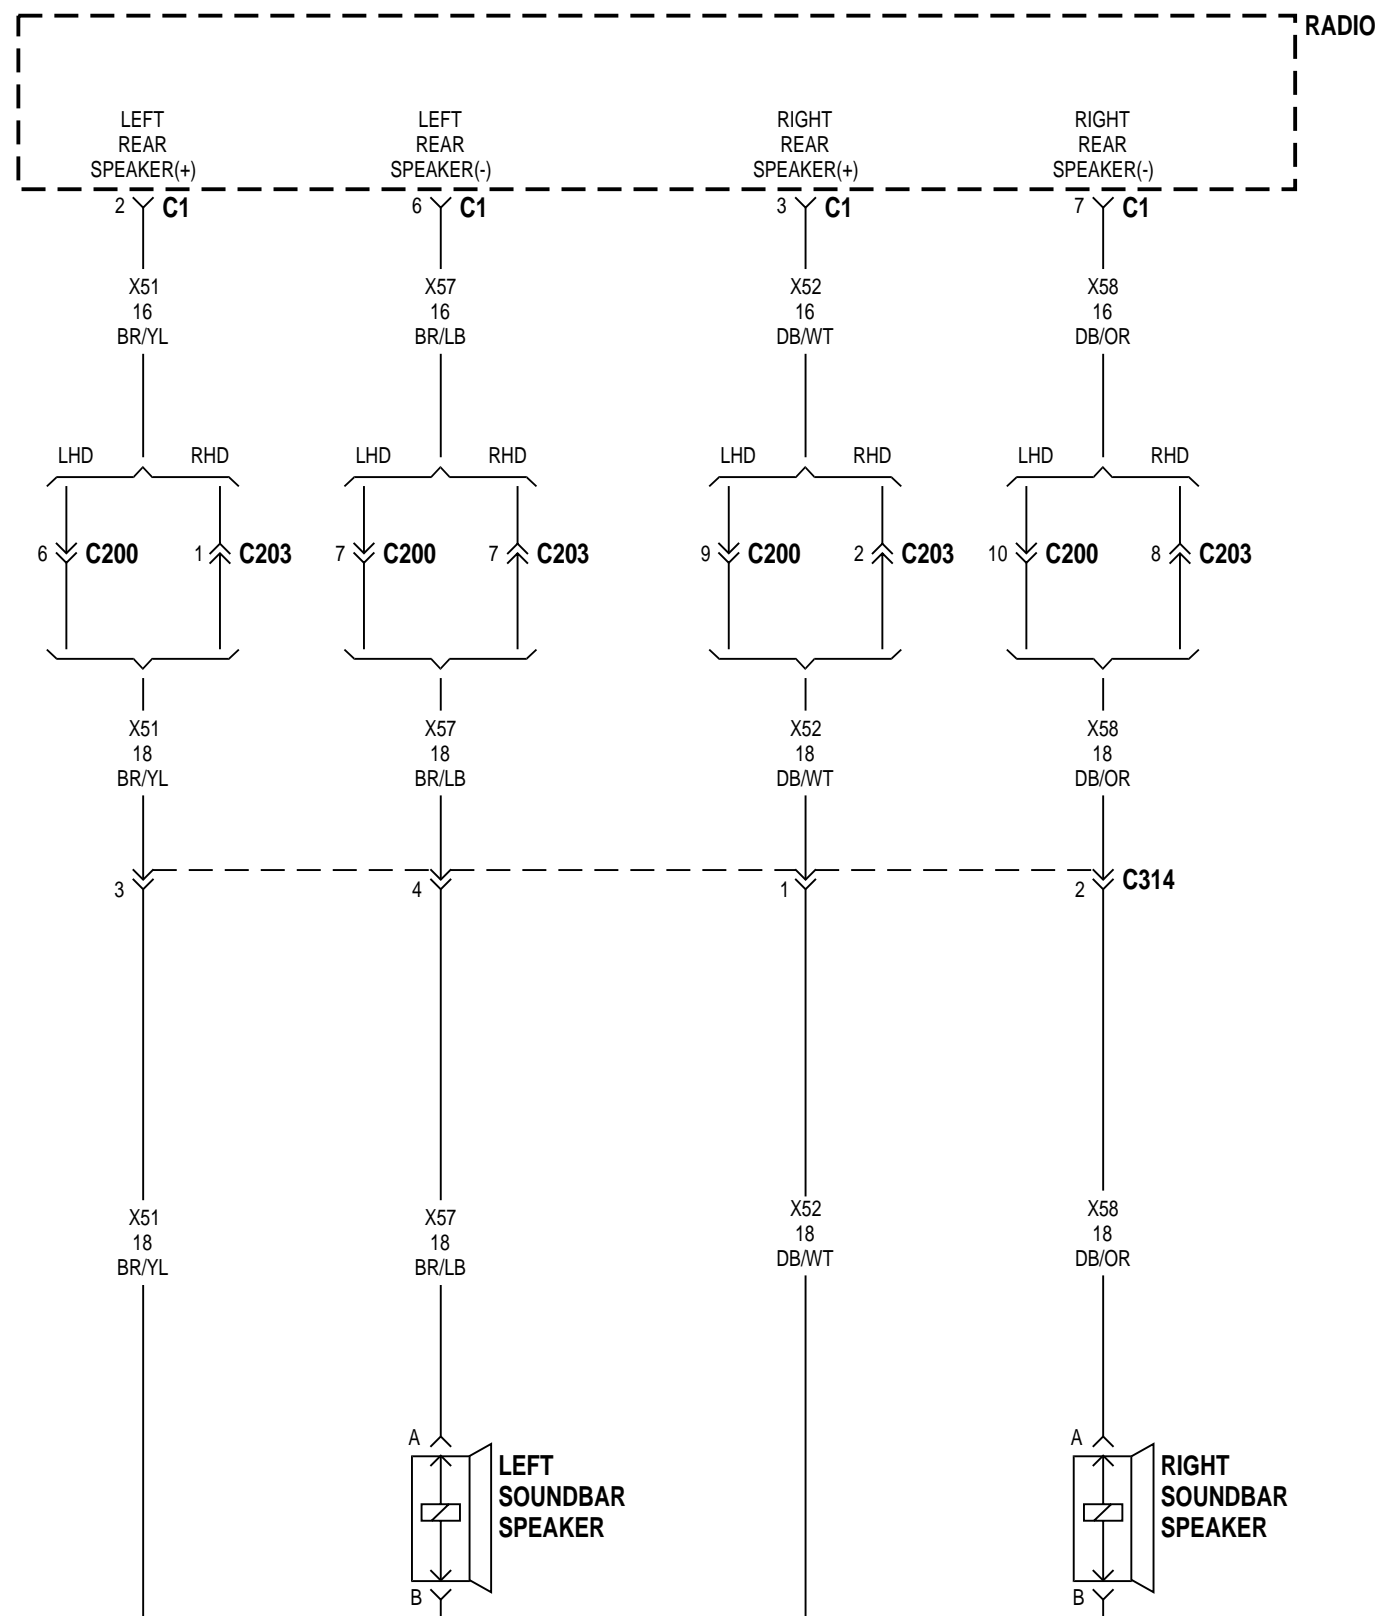 RADIO
LEFT
REAR
SPEAKER(+)
LEFT
REAR
SPEAKER(-)
RIGHT
REAR
SPEAKER(+)
RIGHT
REAR
SPEAKER(-)
2 C1
6 C1
3 C1
7 C1
X51
16
BR/YL
X57
16
BR/LB
X52
16
DB/WT
X58
16
DB/OR
LHD RHD
LHD RHD
LHD RHD
LHD RHD
6 C200 1 C203
7 C200 7 C203
9 C200 2 C203
10 C200 8 C203
X51
18
BR/YL
X57
18
BR/LB
X52
18
DB/WT
X58
18
DB/OR
3
4
1
2 C314
X51
18
BR/YL
X57
18
BR/LB
X52
18
DB/WT
X58
18
DB/OR
A
LEFT
SOUNDBAR
SPEAKER
B
A
RIGHT
SOUNDBAR
SPEAKER
B